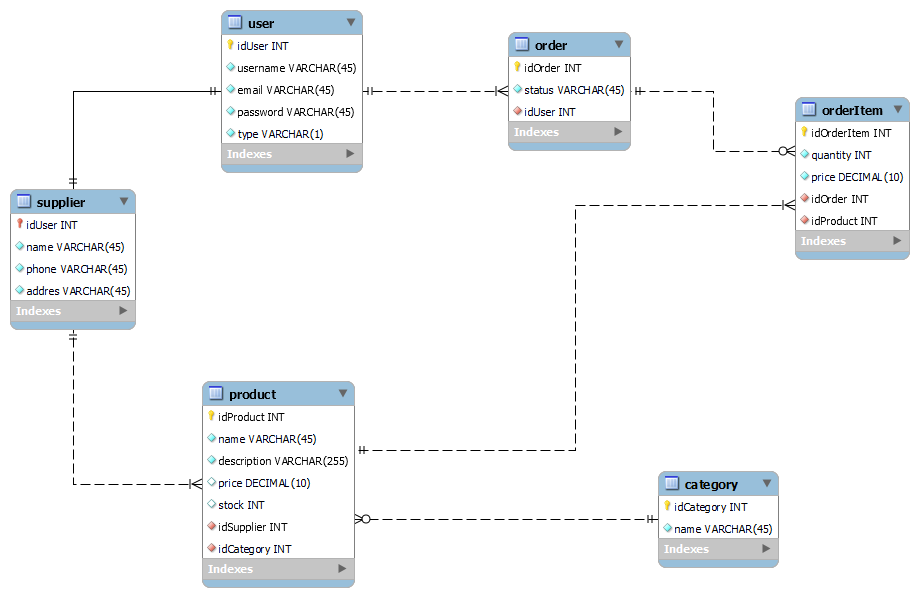 user
idUser INT
username VARCHAR(45)
email VARCHAR(45)
password VARCHAR(45)
type VARCHAR(1)
Indexes
order
idOrder INT
status VARCHAR(45)
idUser INT
Indexes
orderItem
idOrderItem INT
quantity INT
price DECIMAL(10)
idOrder INT
idProduct INT
Indexes
supplier
idUser INT
name VARCHAR(45)
phone VARCHAR(45)
addres VARCHAR(45)
Indexes
product
idProduct INT
name VARCHAR(45)
description VARCHAR(255)
price DECIMAL(10)
stock INT
idSupplier INT
idCategory INT
Indexes
category
idCategory INT
name VARCHAR(45)
Indexes